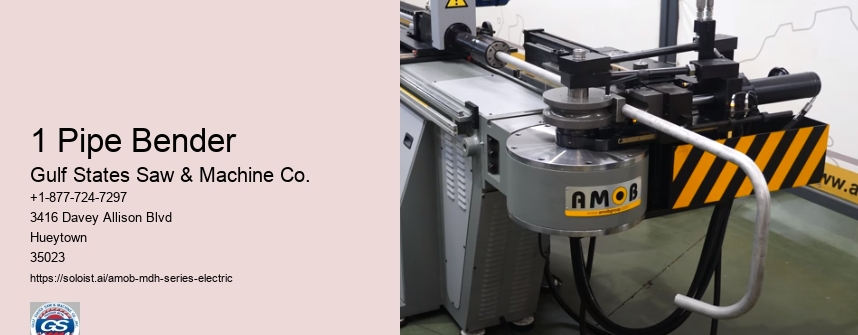 1 Pipe Bender
Gulf States Saw & Machine Co.
+1-877-724-7297
3416 Davey Allison Blvd
Hueytown
35023
https://soloist.ai/amob-mdh-series-electric
GS
AMOB